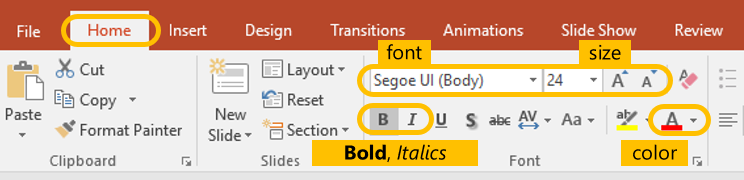 File Home Insert Design Transitions Animations Slide Show Review
font size
Cut Layout Segoe UI (Body) 24 A A A
Copy Reset
Paste Format Painter New Slide Section B I U S abc AV Aa aby A
Bold, Italics color
Clipboard Slides Font